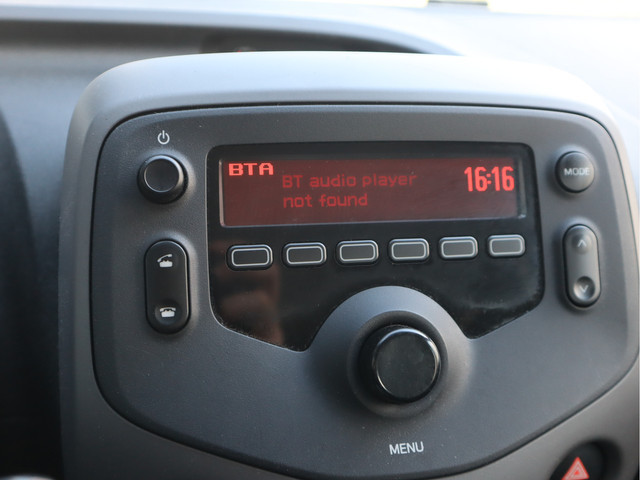 BTA
BT audio player
not found
16:16
MODE
MENU